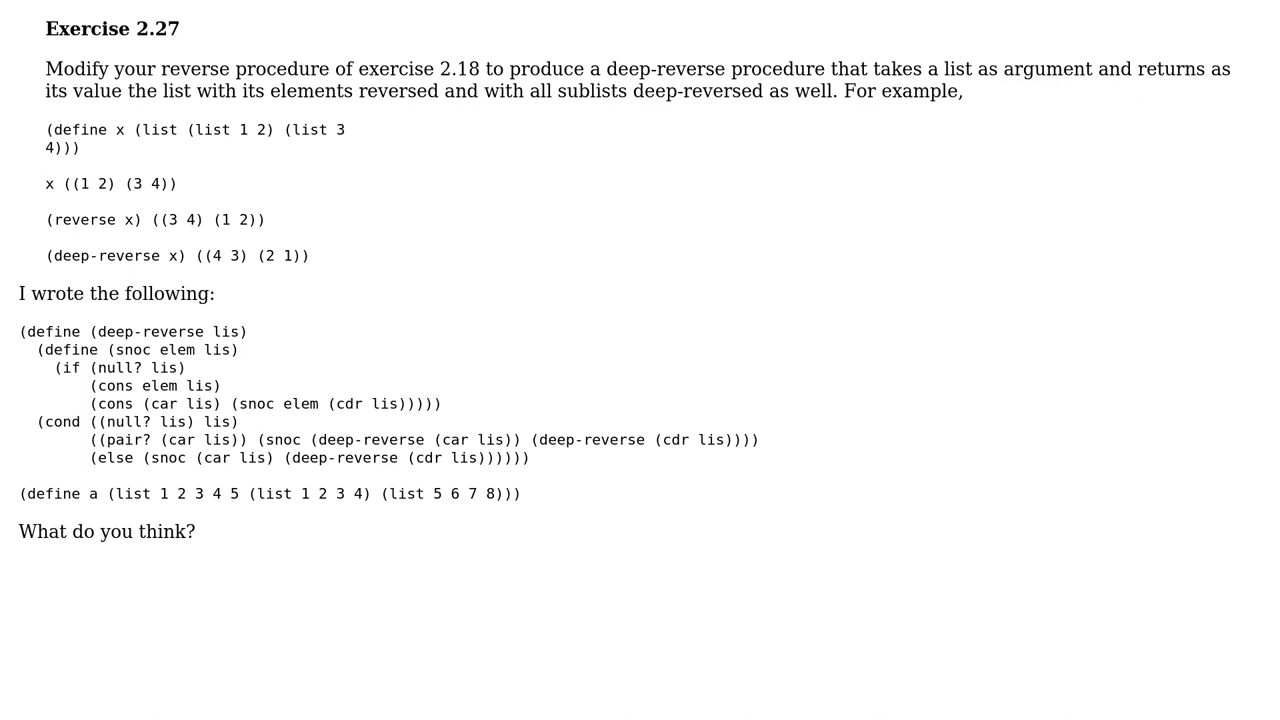 Exercise 2.27
Modify your reverse procedure of exercise 2.18 to produce a deep-reverse procedure that takes a list as argument and returns as
its value the list with its elements reversed and with all sublists deep-reversed as well. For example,
(define x (list (list 1 2) (list 3
4)))
x ((1 2) (3 4))
(reverse x) ((3 4) (1 2))
(deep-reverse x) ((4 3) (2 1))
I wrote the following:
(define (deep-reverse lis)
  (define (snoc elem lis)
    (if (null? lis)
        (cons elem lis)
        (cons (car lis) (snoc elem (cdr lis)))))
  (cond ((null? lis) lis)
        ((pair? (car lis)) (snoc (deep-reverse (car lis)) (deep-reverse (cdr lis))))
        (else (snoc (car lis) (deep-reverse (cdr lis))))))
(define a (list 1 2 3 4 5 (list 1 2 3 4) (list 5 6 7 8)))
What do you think?